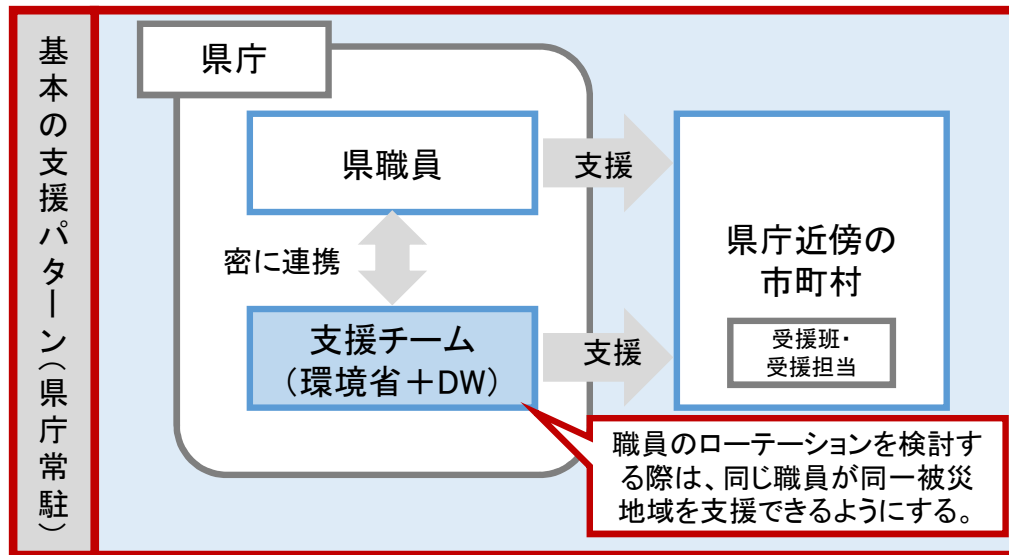 基本の支援パターン（県庁常駐）
県庁
県職員
支援
密に連携
支援チーム
（環境省＋DW）
支援
県庁近傍の
市町村
受援班・
受援担当
職員のローテーションを検討す
る際は、同じ職員が同一被災
地域を支援できるようにする。